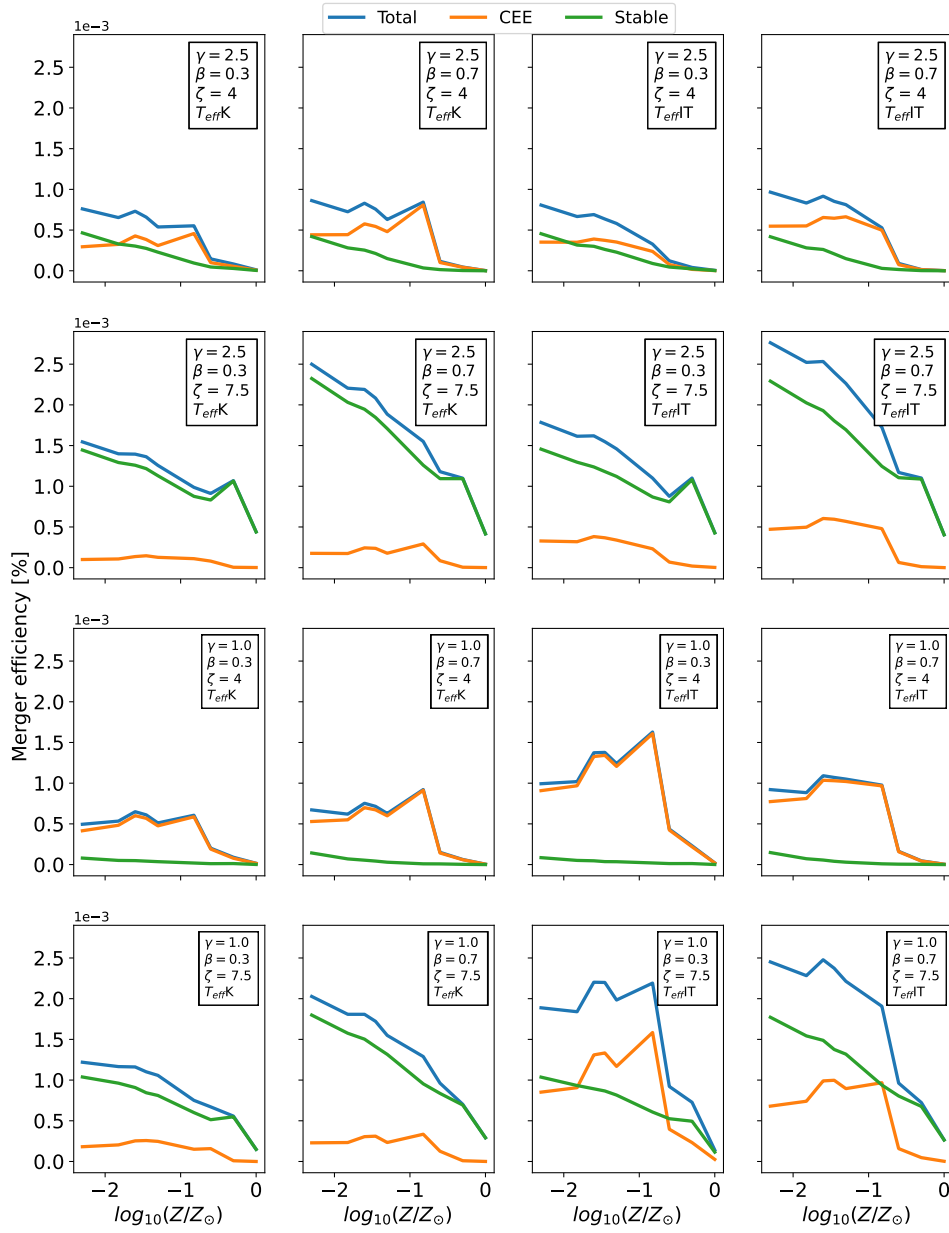 Total CEE Stable
1e−3
γ = 2.5
β = 0.3
ζ = 4
T_eff K
γ = 2.5
β = 0.7
ζ = 4
T_eff K
γ = 2.5
β = 0.3
ζ = 4
T_eff IT
γ = 2.5
β = 0.7
ζ = 4
T_eff IT
2.5
2.0
1.5
1.0
0.5
0.0
1e−3
γ = 2.5
β = 0.3
ζ = 7.5
T_eff K
γ = 2.5
β = 0.7
ζ = 7.5
T_eff K
γ = 2.5
β = 0.3
ζ = 7.5
T_eff IT
γ = 2.5
β = 0.7
ζ = 7.5
T_eff IT
2.5
2.0
1.5
1.0
0.5
0.0
Merger efficiency [%]
1e−3
γ = 1.0
β = 0.3
ζ = 4
T_eff K
γ = 1.0
β = 0.7
ζ = 4
T_eff K
γ = 1.0
β = 0.3
ζ = 4
T_eff IT
γ = 1.0
β = 0.7
ζ = 4
T_eff IT
2.5
2.0
1.5
1.0
0.5
0.0
1e−3
γ = 1.0
β = 0.3
ζ = 7.5
T_eff K
γ = 1.0
β = 0.7
ζ = 7.5
T_eff K
γ = 1.0
β = 0.3
ζ = 7.5
T_eff IT
γ = 1.0
β = 0.7
ζ = 7.5
T_eff IT
2.5
2.0
1.5
1.0
0.5
0.0
−2 −1 0 −2 −1 0 −2 −1 0 −2 −1 0
log₁₀(Z/Z⊙) log₁₀(Z/Z⊙) log₁₀(Z/Z⊙) log₁₀(Z/Z⊙)